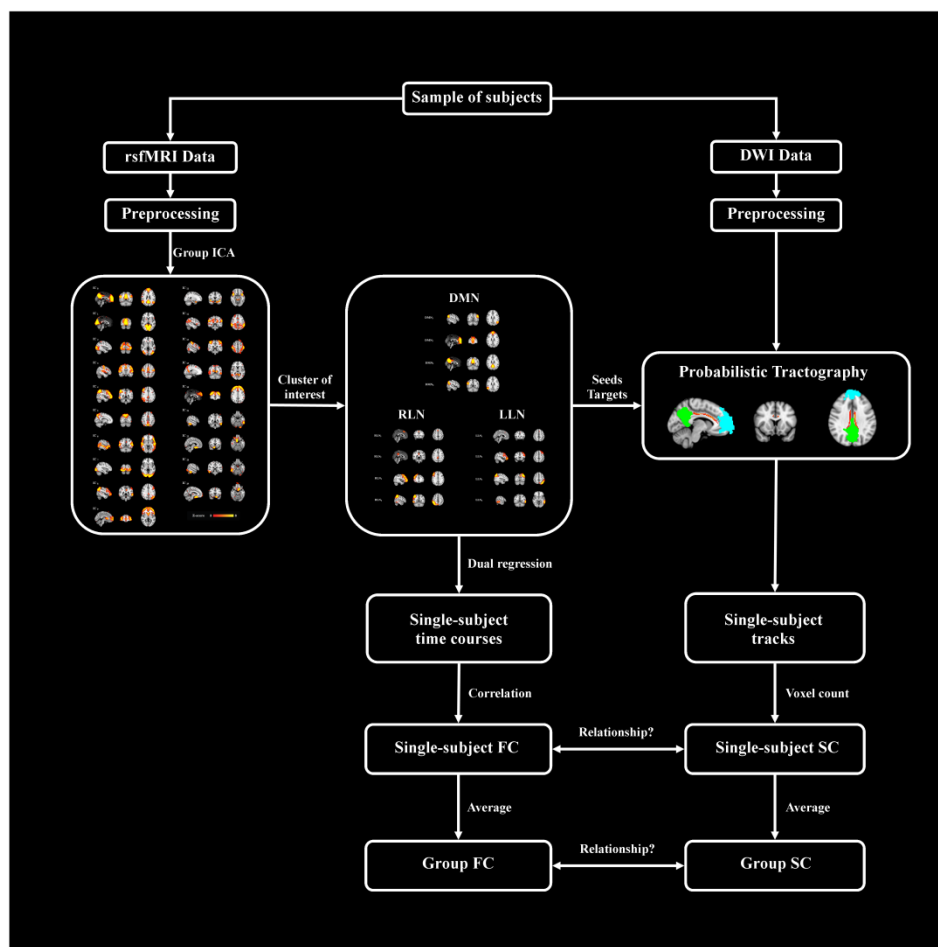 Sample of subjects
rsfMRI Data
DWI Data
Preprocessing
Preprocessing
Group ICA
DMN
Cluster of
interest
RLN
LLN
Seeds
Targets
Probabilistic Tractography
Dual regression
Single-subject
time courses
Single-subject
tracks
Correlation
Voxel count
Single-subject FC
Relationship?
Single-subject SC
Average
Average
Group FC
Relationship?
Group SC